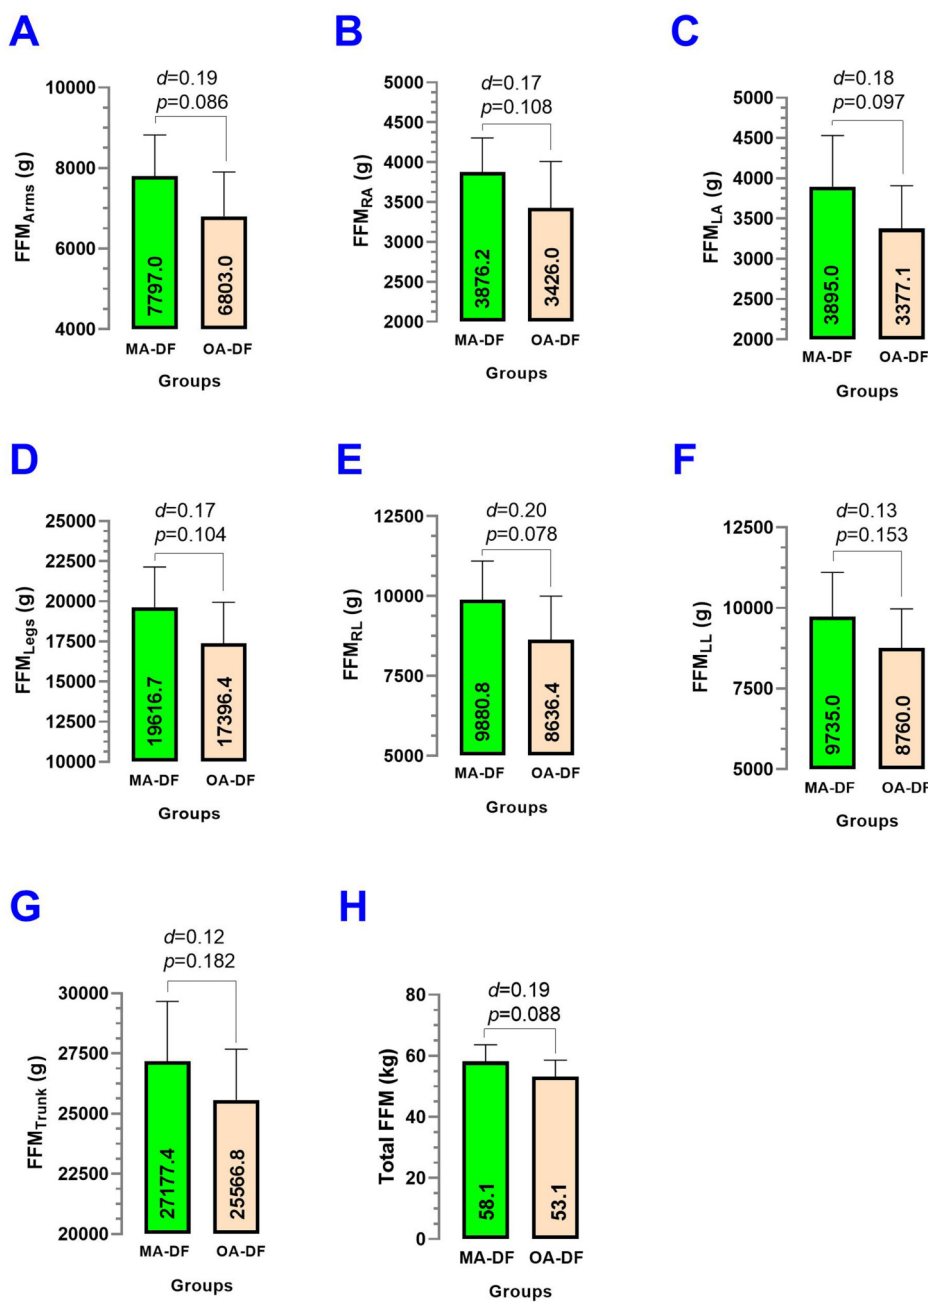 A
d=0.19
p=0.086
FFMArms (g)
10000
8000
6000
4000
7797.0
6803.0
MA-DF OA-DF
Groups
B
d=0.17
p=0.108
FFMRA (g)
5000
4500
4000
3500
3000
2500
2000
3876.2
3426.0
MA-DF OA-DF
Groups
C
d=0.18
p=0.097
FFMLA (g)
5000
4500
4000
3500
3000
2500
2000
3895.0
3377.1
MA-DF OA-DF
Groups
D
d=0.17
p=0.104
FFMLegs (g)
25000
22500
20000
17500
15000
12500
10000
19616.7
17396.4
MA-DF OA-DF
Groups
E
d=0.20
p=0.078
FFMRL (g)
12500
10000
7500
5000
9880.8
8636.4
MA-DF OA-DF
Groups
F
d=0.13
p=0.153
FFMLL (g)
12500
10000
7500
5000
9735.0
8760.0
MA-DF OA-DF
Groups
G
d=0.12
p=0.182
FFMTrunk (g)
30000
27500
25000
22500
20000
27177.4
25566.8
MA-DF OA-DF
Groups
H
d=0.19
p=0.088
Total FFM (kg)
80
60
40
20
0
58.1
53.1
MA-DF OA-DF
Groups